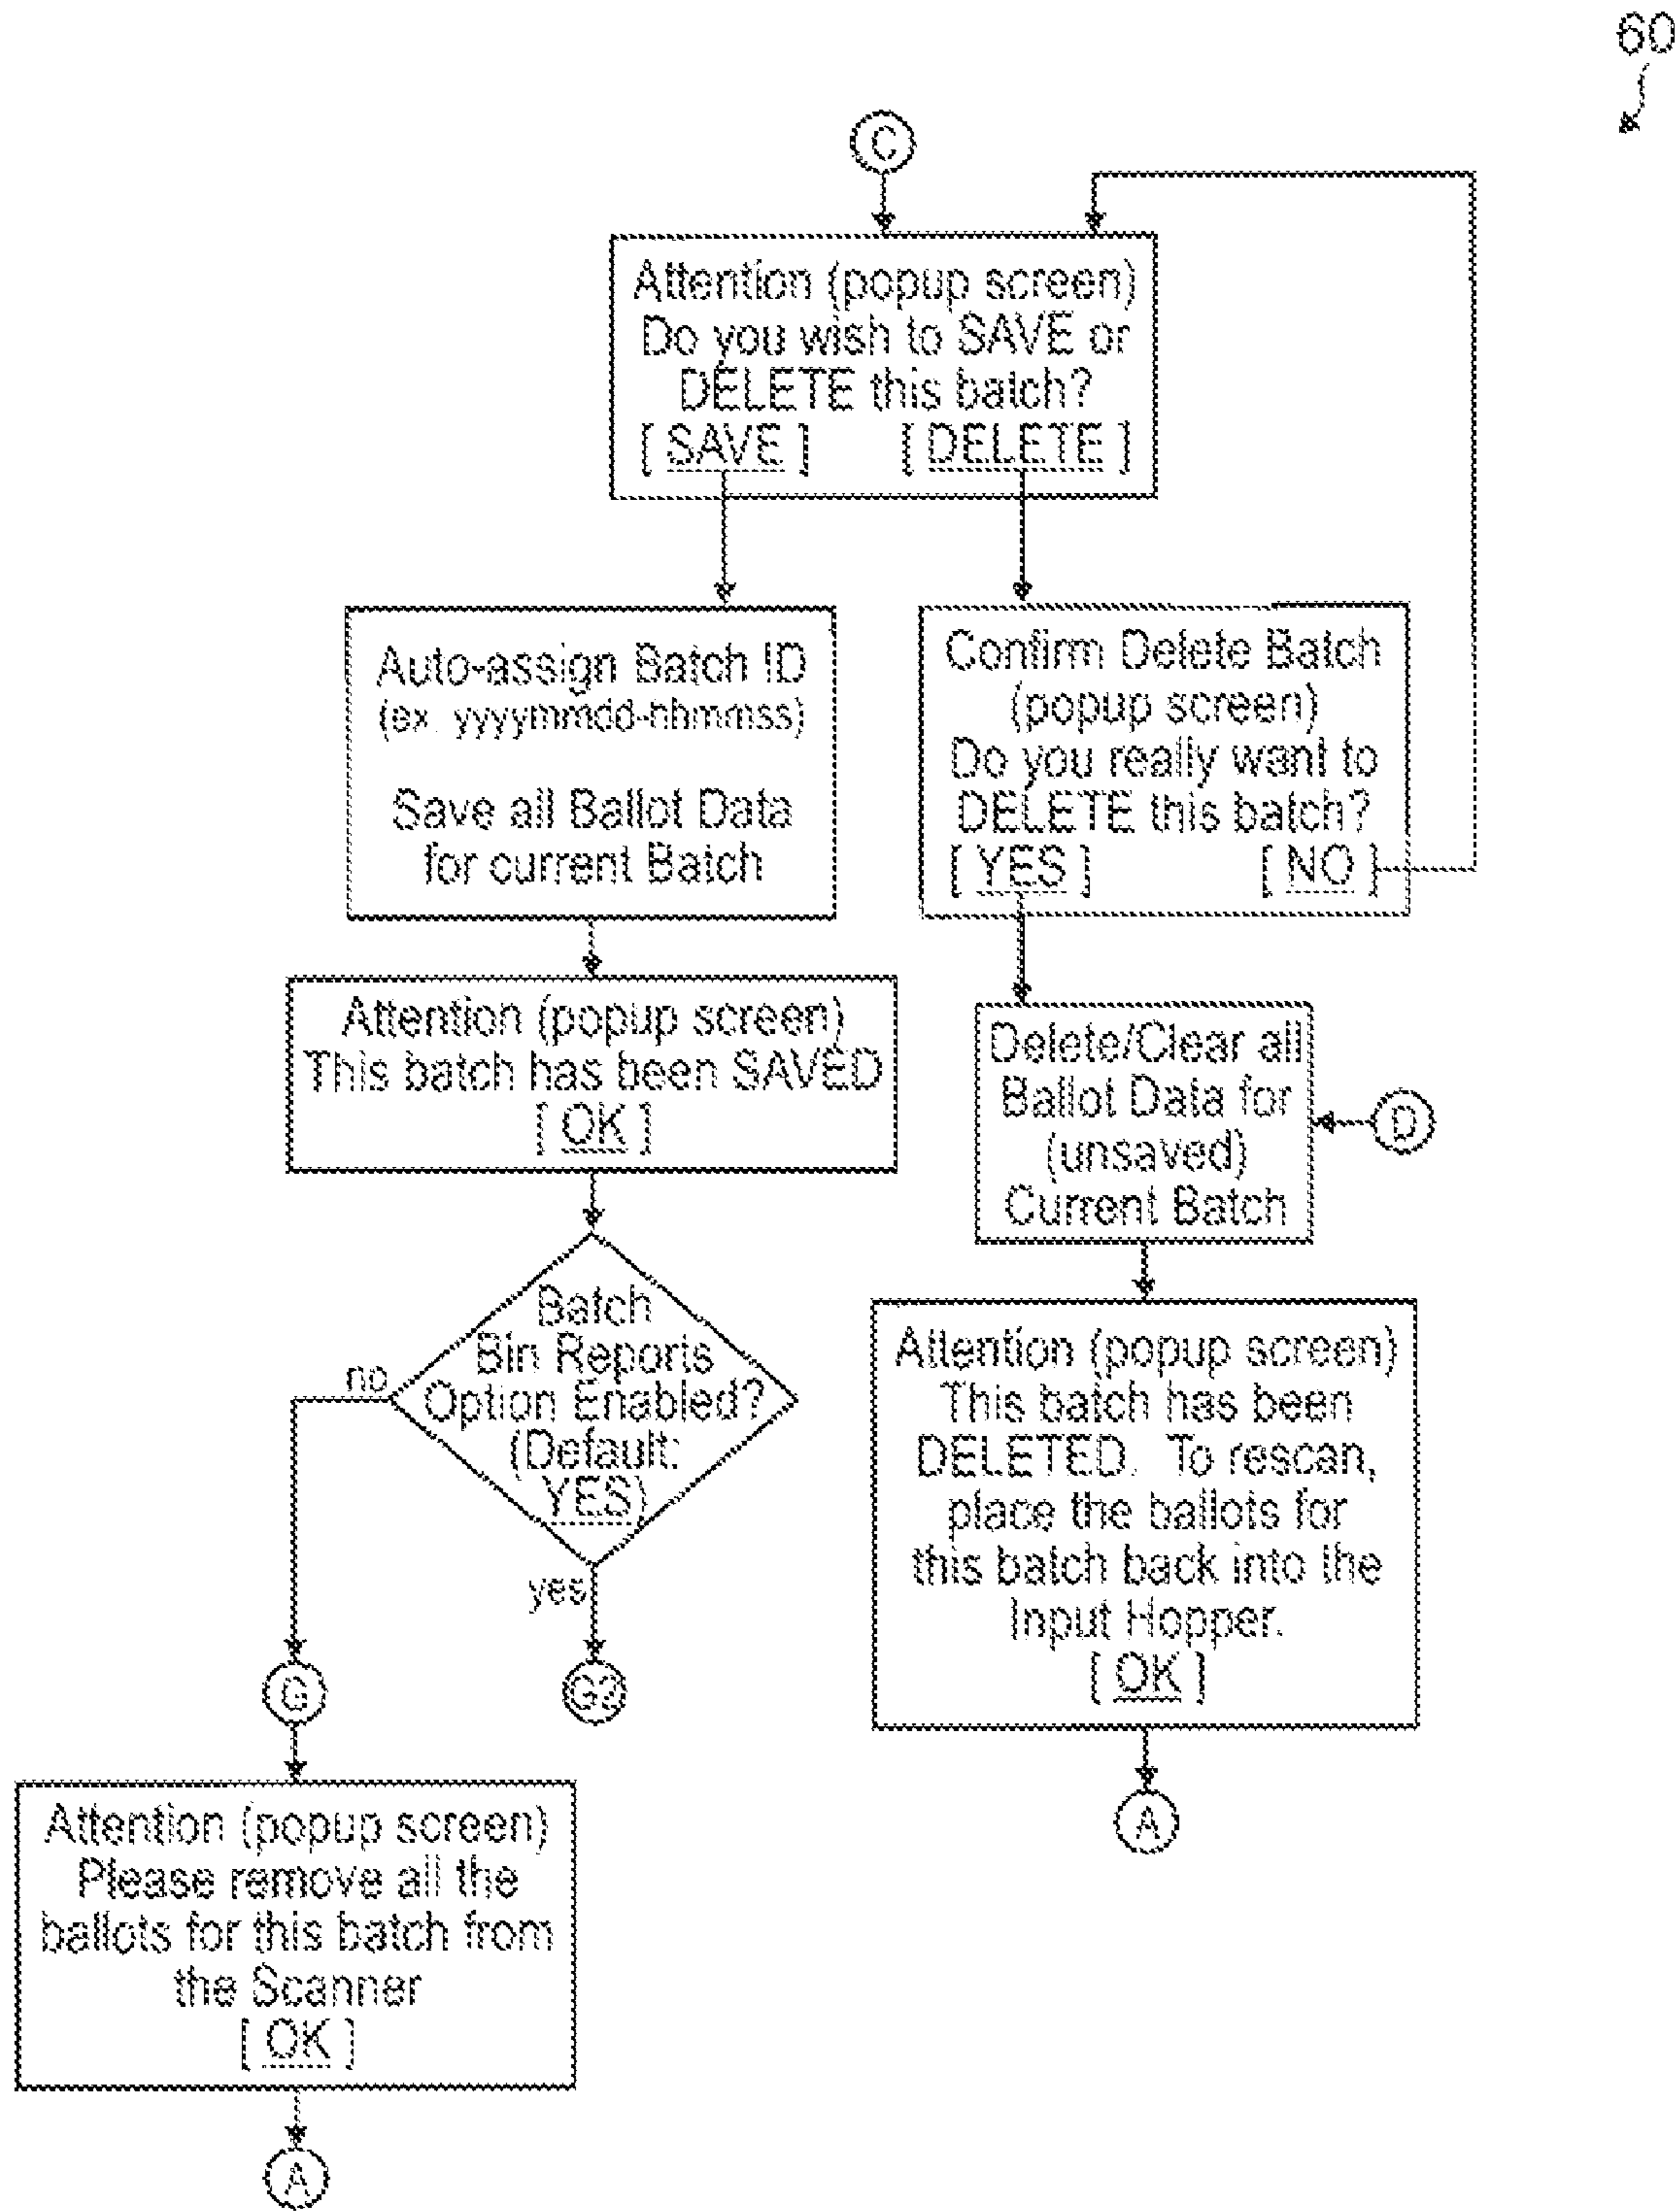 60
C
Attention (popup screen)
Do you wish to SAVE or
DELETE this batch?
[ SAVE ] [ DELETE ]
Auto-assign Batch ID
(ex. yyyymmdd-hhmmss)
Save all Ballot Data
for current Batch
Confirm Delete Batch
(popup screen)
Do you really want to
DELETE this batch?
[ YES ] [ NO ]
Attention (popup screen)
This batch has been SAVED
[ OK ]
Delete/Clear all
Ballot Data for
(unsaved)
Current Batch
D
Batch
Bin Reports
Option Enabled?
(Default:
YES)
no
yes
Attention (popup screen)
This batch has been
DELETED. To rescan,
place the ballots for
this batch back into the
Input Hopper.
[ OK ]
G
G2
A
Attention (popup screen)
Please remove all the
ballots for this batch from
the Scanner
[ OK ]
A